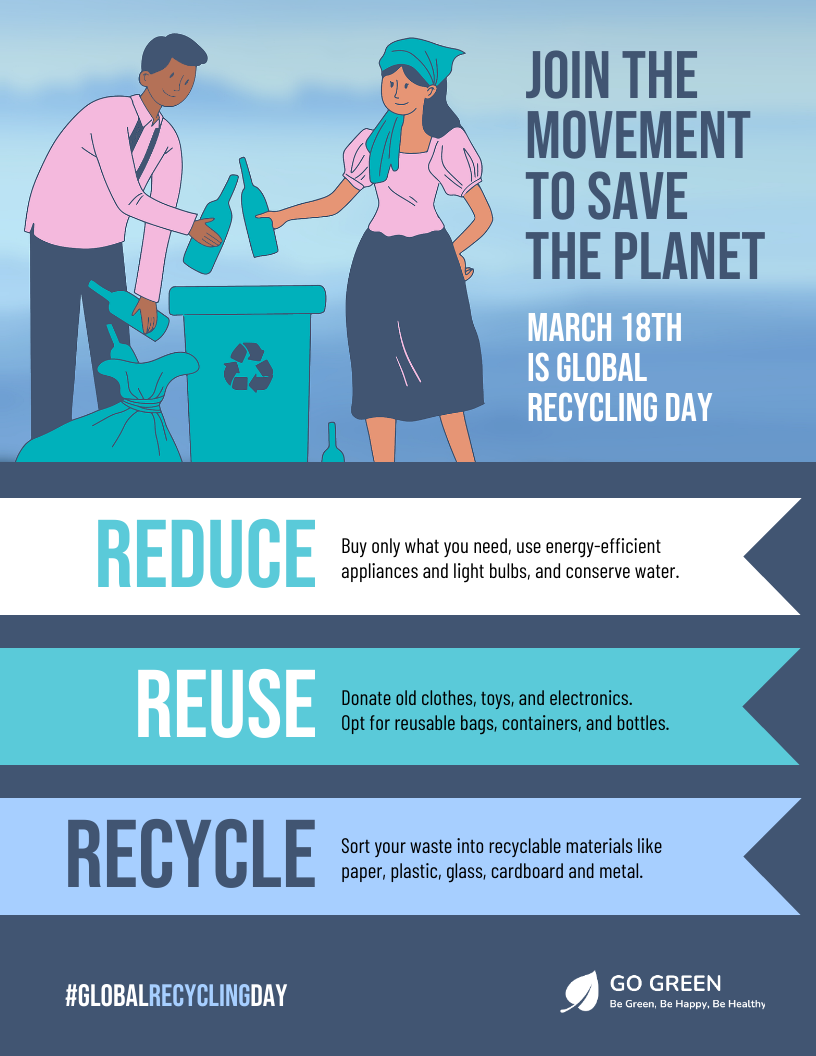 JOIN THE
MOVEMENT
TO SAVE
THE PLANET
MARCH 18TH
IS GLOBAL
RECYCLING DAY
REDUCE
Buy only what you need, use energy-efficient
appliances and light bulbs, and conserve water.
REUSE
Donate old clothes, toys, and electronics.
Opt for reusable bags, containers, and bottles.
RECYCLE
Sort your waste into recyclable materials like
paper, plastic, glass, cardboard and metal.
#GLOBALRECYCLINGDAY
GO GREEN
Be Green, Be Happy, Be Healthy